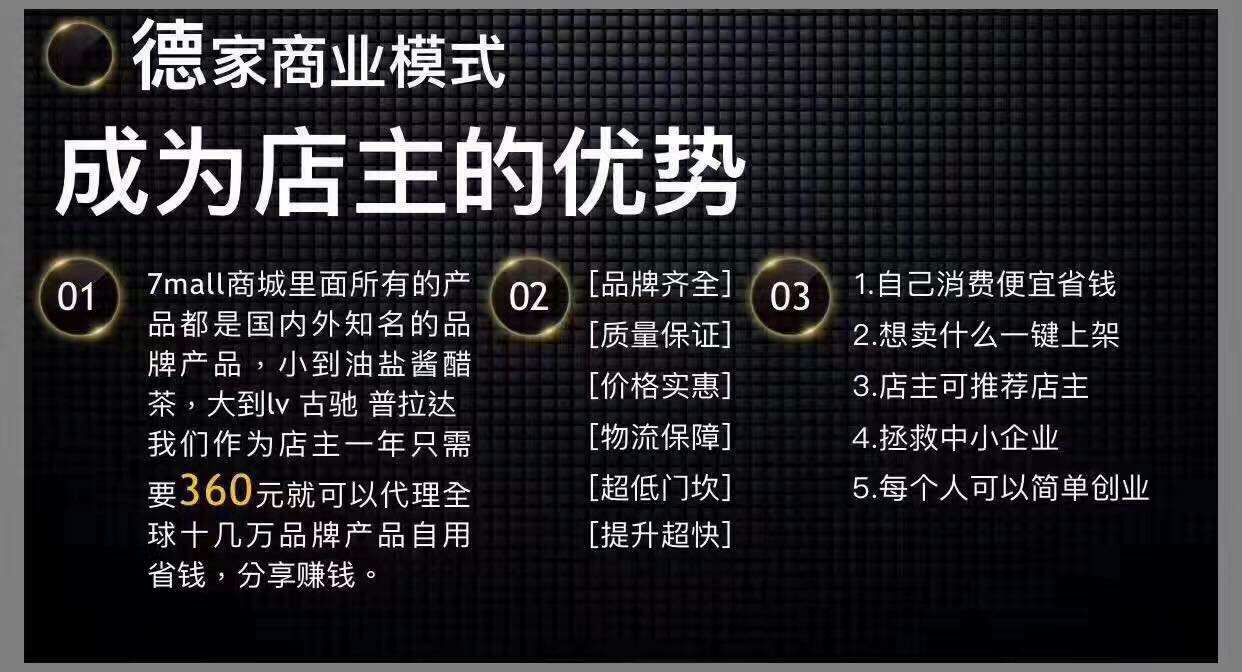 德家商业模式
成为店主的优势
01
7mall商城里面所有的产
品都是国内外知名的品
牌产品，小到油盐酱醋
茶，大到lv 古驰 普拉达
我们作为店主一年只需
要360元就可以代理全
球十几万品牌产品自用
省钱，分享赚钱。
02
[品牌齐全]
[质量保证]
[价格实惠]
[物流保障]
[超低门坎]
[提升超快]
03
1.自己消费便宜省钱
2.想卖什么一键上架
3.店主可推荐店主
4.拯救中小企业
5.每个人可以简单创业